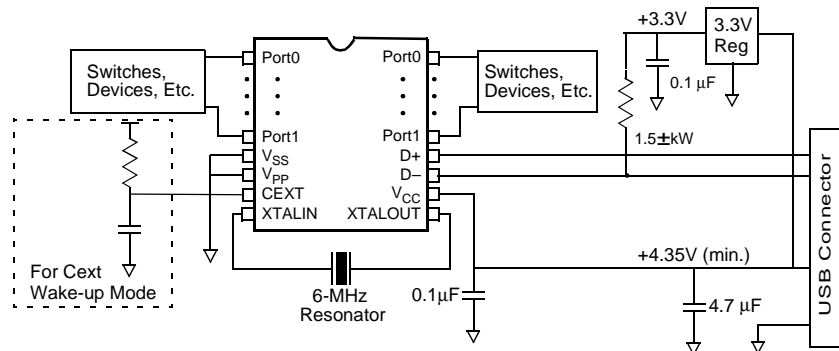 +3.3V
3.3V
Reg
Port0
Port0
Switches,
Devices, Etc.
Switches,
Devices, Etc.
0.1 μF
Port1
Port1
1.5±kW
VSS
D+
VPP
D–
CEXT
VCC
XTALIN
XTALOUT
For Cext
Wake-up Mode
6-MHz
Resonator
0.1μF
+4.35V (min.)
4.7 μF
USB Connector